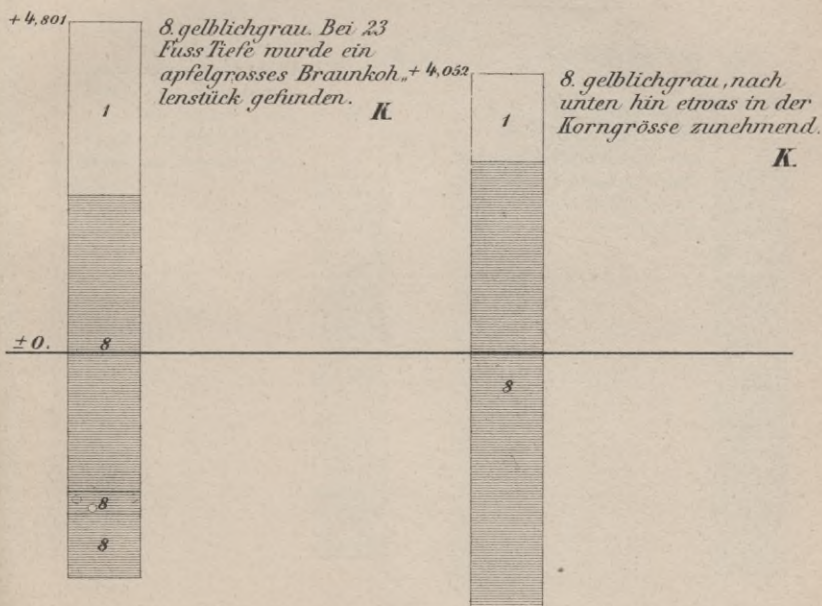 +4,801
8. gelblichgrau. Bei 23
Fuss Tiefe wurde ein
apfelgrosses Braunkoh„
lenstück gefunden.
K.
1
8
8
8
+4,052
8. gelblichgrau, nach
unten hin etwas in der
Korngrösse zunehmend.
K.
1
8
±0.